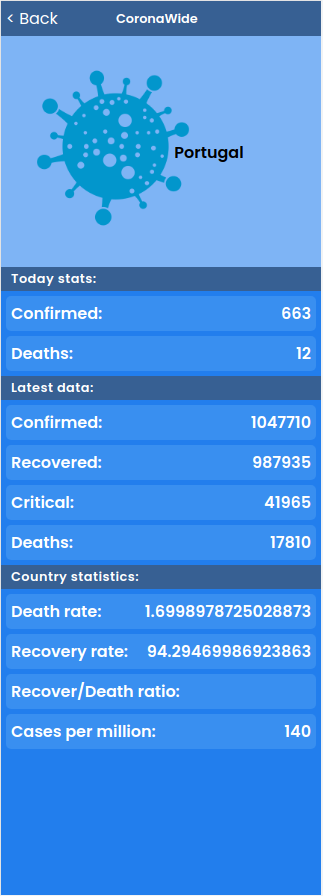 < Back CoronaWide
Portugal
Today stats:
Confirmed: 663
Deaths: 12
Latest data:
Confirmed: 1047710
Recovered: 987935
Critical: 41965
Deaths: 17810
Country statistics:
Death rate: 1.6998978725028873
Recovery rate: 94.29469986923863
Recover/Death ratio:
Cases per million: 140